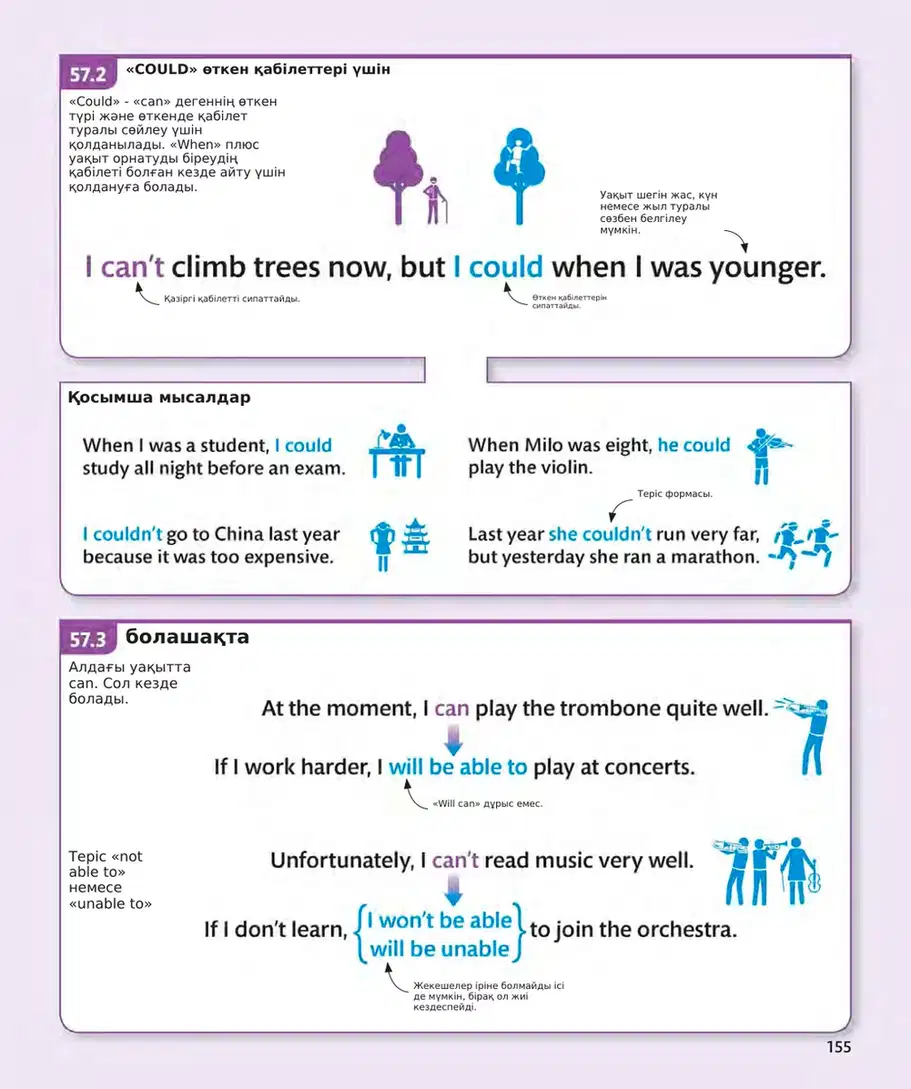 57.2 «COULD» өткен қабілеттері үшін
«Could» - «can» дегеннің өткен
түрі және өткенде қабілет
туралы сөйлеу үшін
қолданылады. «When» плюс
уақыт орнатуды біреудің
қабілеті болған кезде айту үшін
қолдануға болады.
Уақыт шегін жас, күн
немесе жыл туралы
сөзбен белгілеу
мүмкін.
I can't climb trees now, but I could when I was younger.
Қазіргі қабілетті сипаттайды.
Өткен қабілеттерін
сипаттайды.
Қосымша мысалдар
When I was a student, I could
study all night before an exam.
When Milo was eight, he could
play the violin.
Теріс формасы.
I couldn't go to China last year
because it was too expensive.
Last year she couldn't run very far,
but yesterday she ran a marathon.
57.3 болашақта
Алдағы уақытта
can. Сол кезде
болады.
At the moment, I can play the trombone quite well.
If I work harder, I will be able to play at concerts.
«Will can» дұрыс емес.
Теріс «not
able to»
немесе
«unable to»
Unfortunately, I can't read music very well.
If I don't learn, {I won't be able
will be unable} to join the orchestra.
Жекешелер іріне болмайды ісі
де мүмкін, бірақ ол жиі
кездеспейді.
155